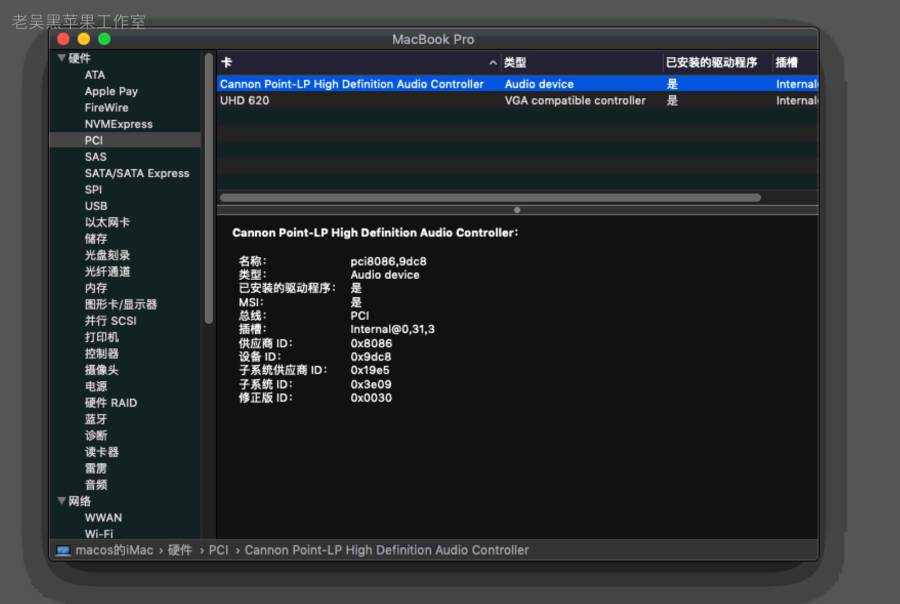 老吴黑苹果工作室
MacBook Pro
硬件
ATA
Apple Pay
FireWire
NVMExpress
PCI
SAS
SATA/SATA Express
SPI
USB
以太网卡
储存
光盘刻录
光纤通道
内存
图形卡/显示器
并行 SCSI
打印机
控制器
摄像头
电源
硬件 RAID
蓝牙
诊断
读卡器
雷雳
音频
网络
WWAN
Wi-Fi
卡 类型 已安装的驱动程序 插槽
Cannon Point-LP High Definition Audio Controller Audio device 是 Internal
UHD 620 VGA compatible controller 是 Internal
Cannon Point-LP High Definition Audio Controller:
名称: pci8086,9dc8
类型: Audio device
已安装的驱动程序: 是
MSI: 是
总线: PCI
插槽: Internal@0,31,3
供应商 ID: 0x8086
设备 ID: 0x9dc8
子系统供应商 ID: 0x19e5
子系统 ID: 0x3e09
修正版 ID: 0x0030
macos的iMac › 硬件 › PCI › Cannon Point-LP High Definition Audio Controller